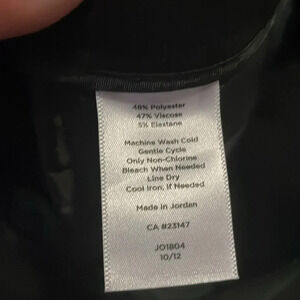 48% Polyester
47% Viscose
5% Elastane
Machine Wash Cold
Gentle Cycle
Only Non-Chlorine
Bleach When Needed
Line Dry
Cool Iron, If Needed
Made in Jordan
CA #23147
JO1804
10/12